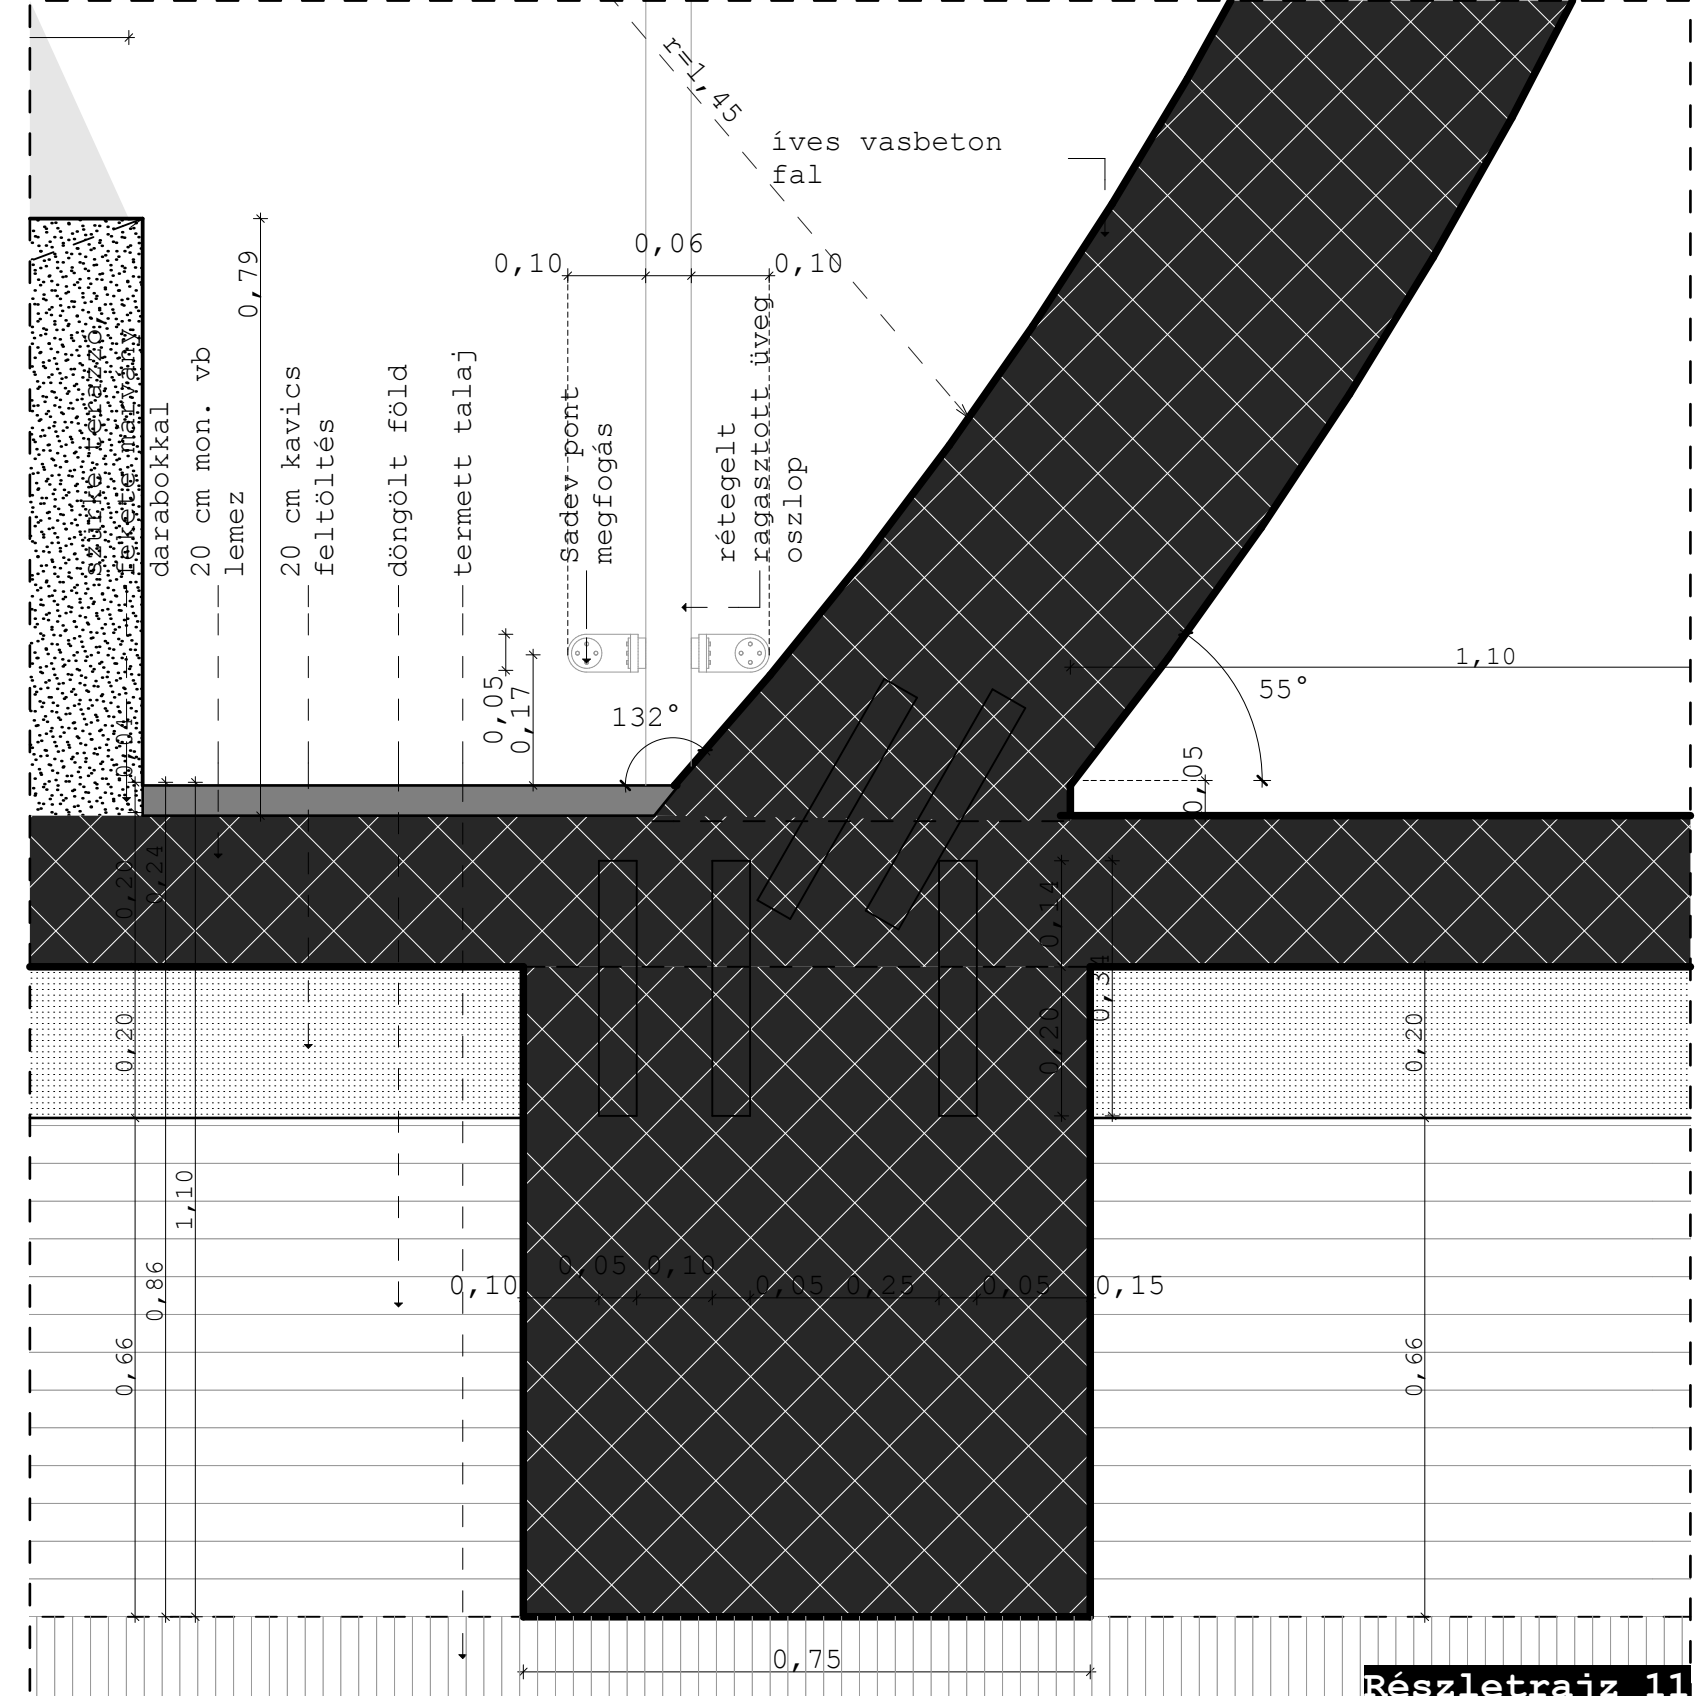 r=1,45
íves vasbeton
fal
0,10
0,06
0,10
0,79
szürke terazzo,
fekete márvány
darabokkal
20 cm mon. vb
lemez
20 cm kavics
feltöltés
döngölt föld
termett talaj
Sadev pont
megfogás
rétegelt
ragasztott üveg
oszlop
0,05
0,17
132°
1,10
55°
0,05
0,04
0,20
0,24
0,14
0,34
0,20
0,20
0,20
1,10
0,86
0,66
0,10
0,05
0,10
0,05
0,25
0,05
0,15
0,66
0,75
Részletrajz 11